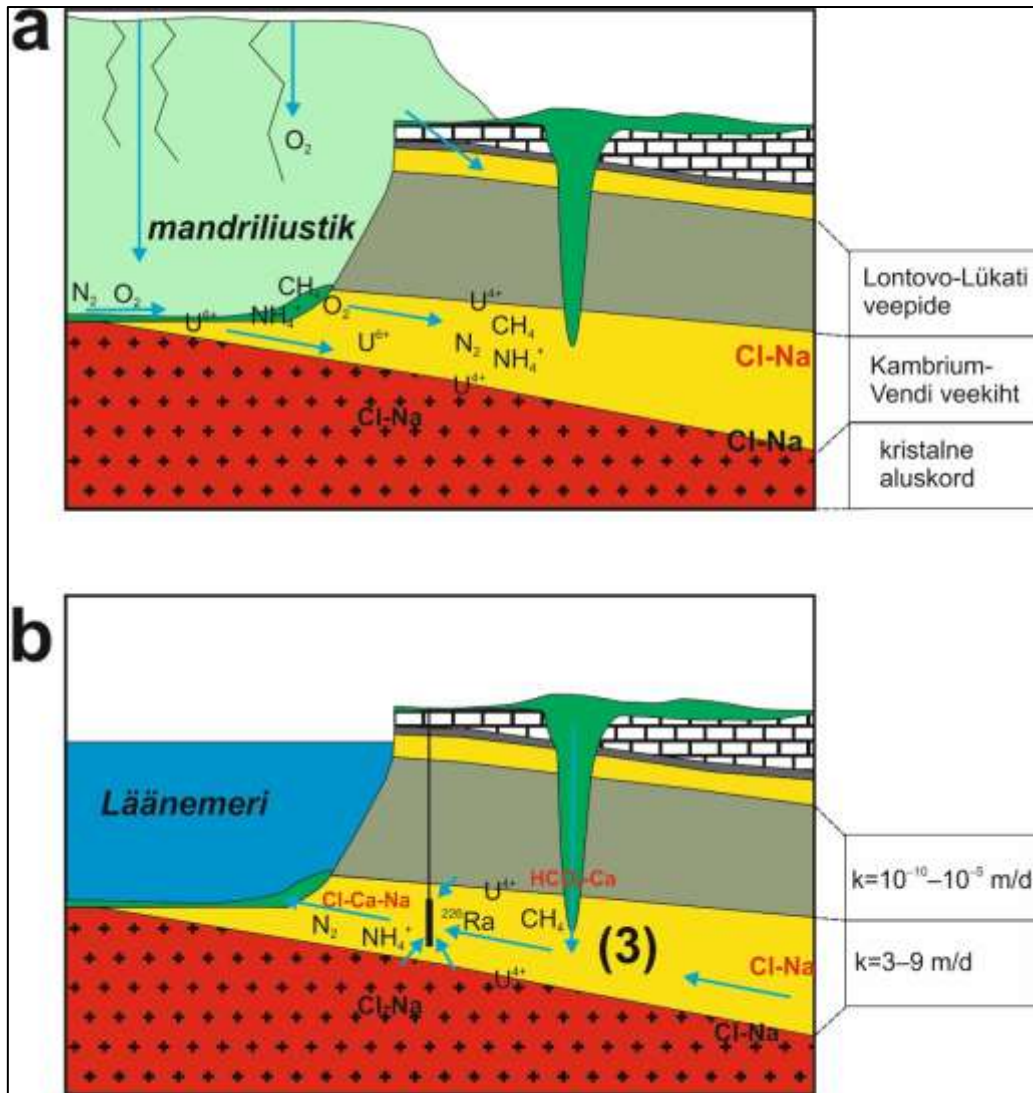 a
O₂
mandriliustik
N₂ O₂
CH₄
U⁶⁺ NH₄⁺ O₂
U⁶⁺
U⁴⁺
CH₄
N₂
NH₄⁺
U⁴⁺
Cl-Na
Cl-Na
Cl-Na
Lontovo-Lükati
veepide
Kambrium-
Vendi veekiht
kristalne
aluskord
b
Läänemeri
Cl-Ca-Na
N₂
NH₄⁺
U⁴⁺
HCO₃-Ca
²²⁶Ra
CH₄
(3)
U⁴⁺
Cl-Na
Cl-Na
Cl-Na
k=10⁻¹⁰–10⁻⁵ m/d
k=3–9 m/d